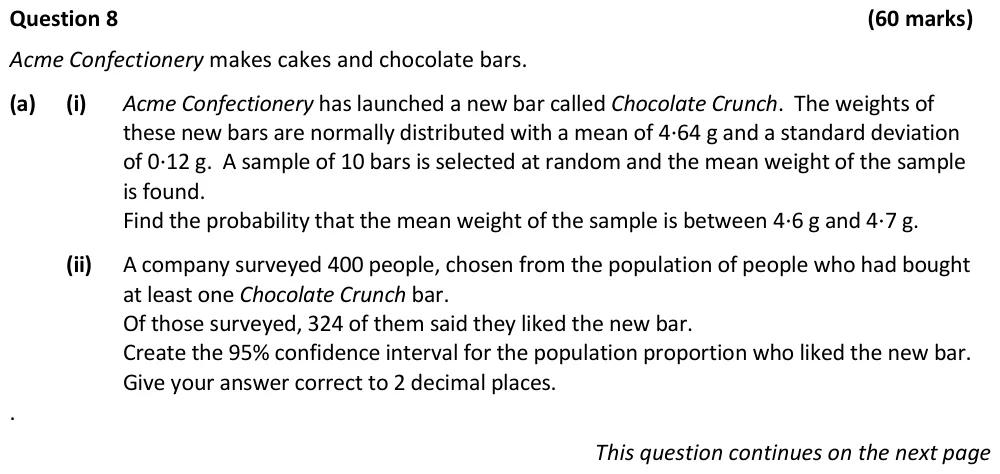 Question 8 (60 marks)
Acme Confectionery makes cakes and chocolate bars.
(a) (i) Acme Confectionery has launched a new bar called Chocolate Crunch. The weights of
these new bars are normally distributed with a mean of 4·64 g and a standard deviation
of 0·12 g. A sample of 10 bars is selected at random and the mean weight of the sample
is found.
Find the probability that the mean weight of the sample is between 4·6 g and 4·7 g.
(ii) A company surveyed 400 people, chosen from the population of people who had bought
at least one Chocolate Crunch bar.
Of those surveyed, 324 of them said they liked the new bar.
Create the 95% confidence interval for the population proportion who liked the new bar.
Give your answer correct to 2 decimal places.
.
This question continues on the next page